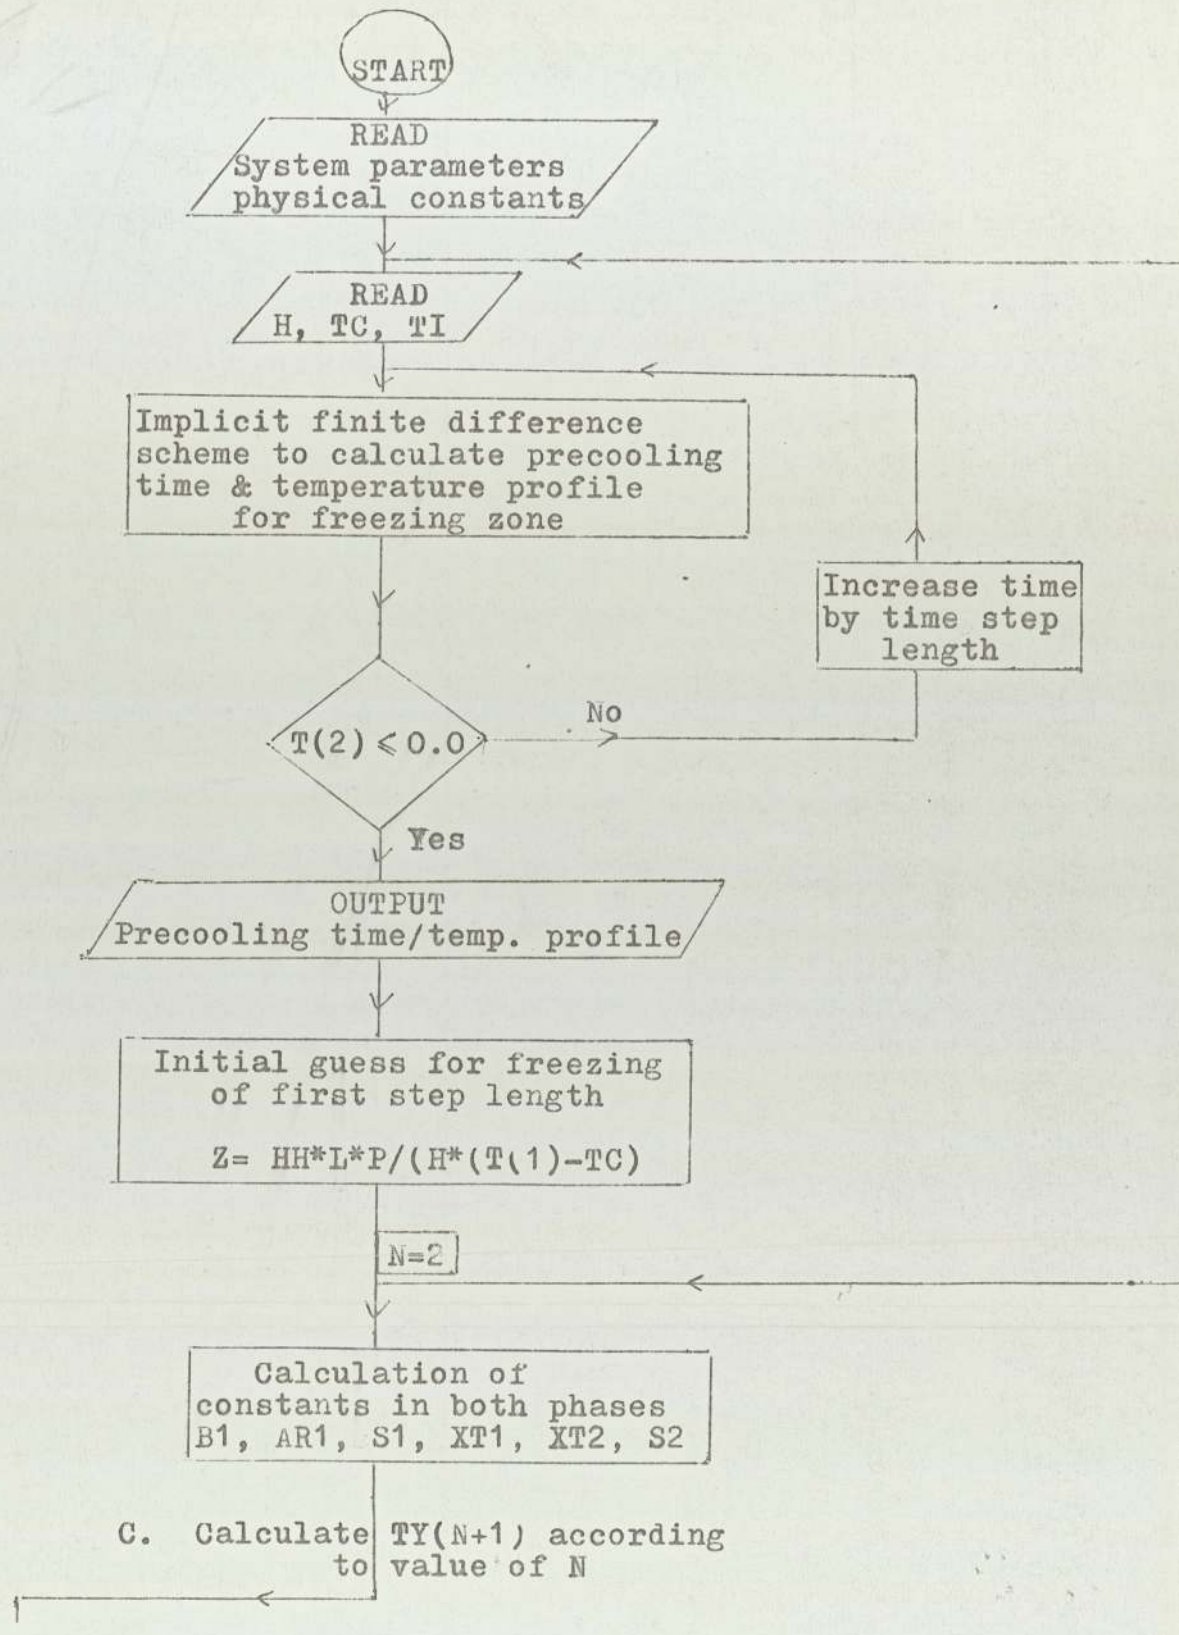 START
READ
System parameters
physical constants
READ
H, TC, TI
Implicit finite difference
scheme to calculate precooling
time & temperature profile
for freezing zone
Increase time
by time step
length
T(2) ⩽ 0.0
No
Yes
OUTPUT
Precooling time/temp. profile
Initial guess for freezing
of first step length
Z= HH*L*P/(H*(T(1)-TC)
N=2
Calculation of
constants in both phases
B1, AR1, S1, XT1, XT2, S2
C. Calculate TY(N+1) according
to value of N